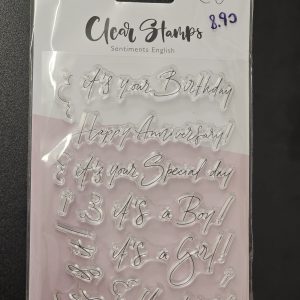 Clear Stamps
Sentiments English
8.90
it's your Birthday
Happy Anniversary!
it's your Special day
it's a Boy!
it's a Girl!